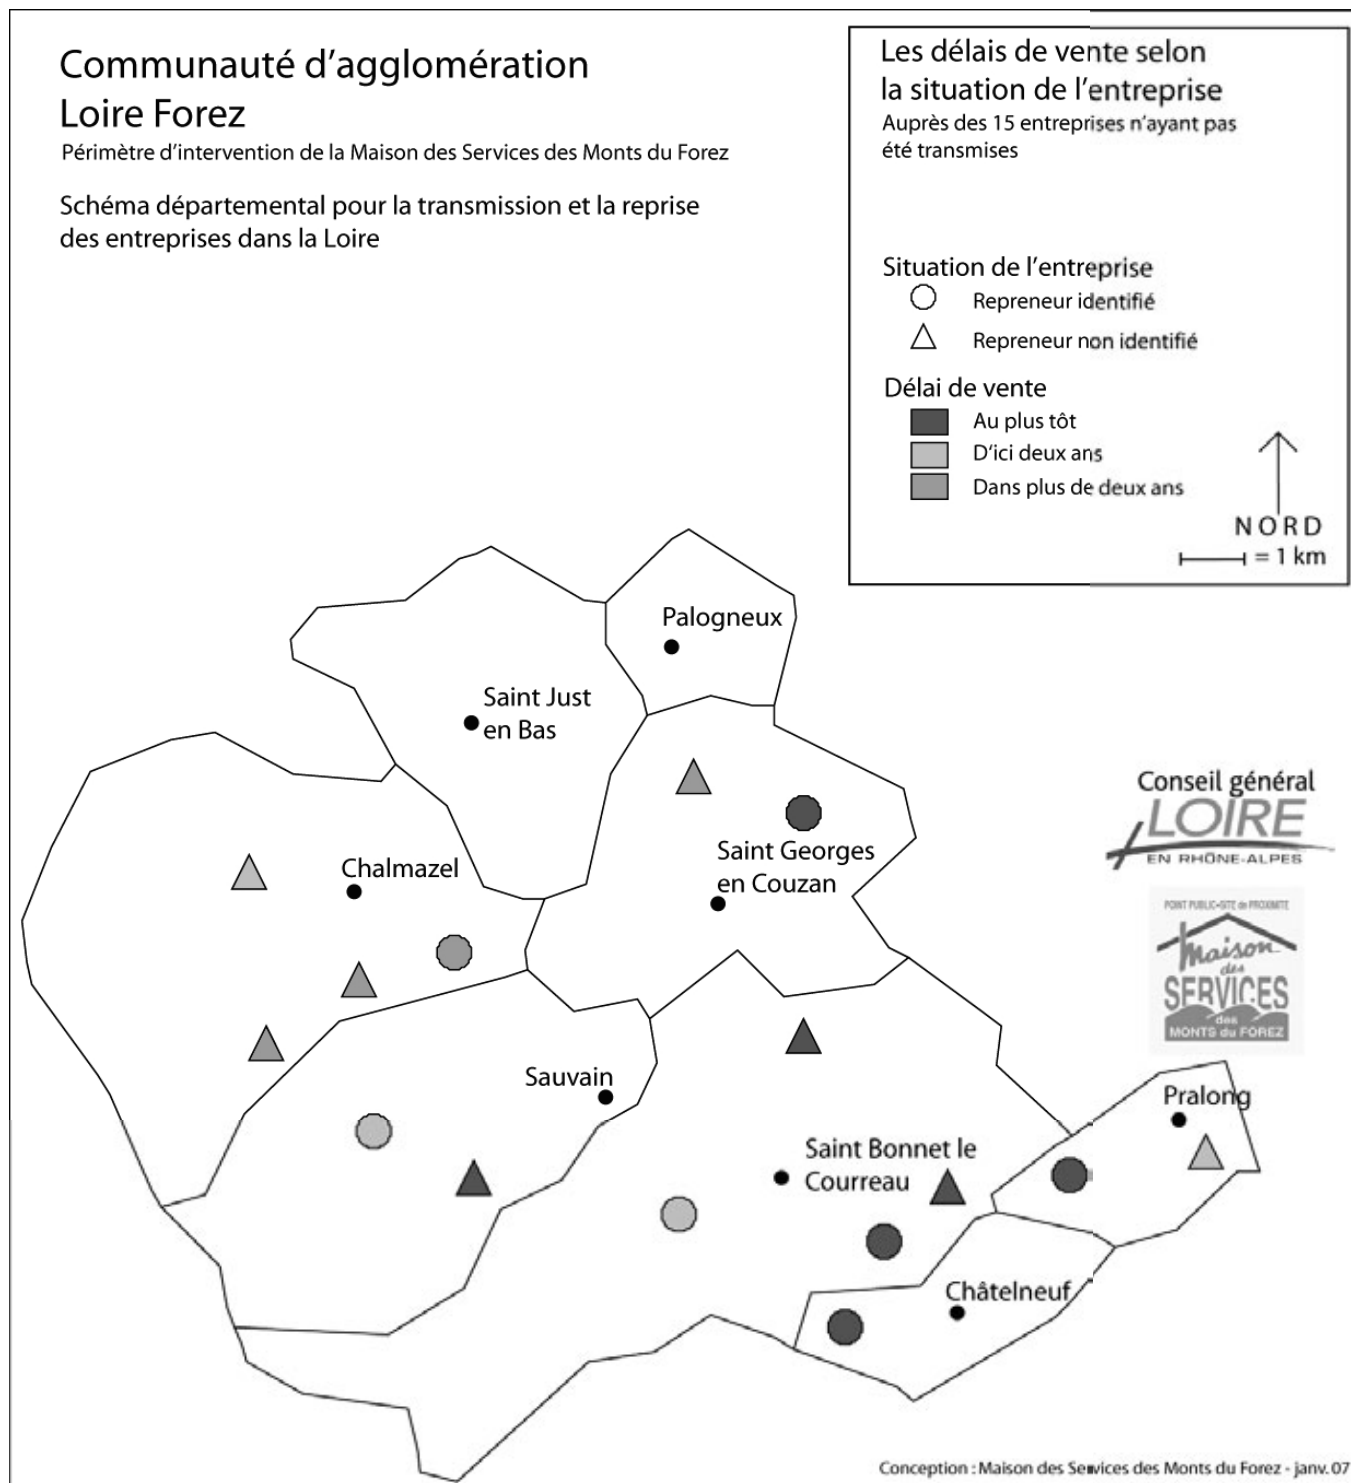 Communauté d'agglomération
Loire Forez
Périmètre d'intervention de la Maison des Services des Monts du Forez
Schéma départemental pour la transmission et la reprise
des entreprises dans la Loire
Les délais de vente selon
la situation de l'entreprise
Auprès des 15 entreprises n'ayant pas
été transmises
Situation de l'entreprise
Repreneur identifié
Repreneur non identifié
Délai de vente
Au plus tôt
D'ici deux ans
Dans plus de deux ans
NORD
= 1 km
Palogneux
Saint Just
en Bas
Chalmazel
Saint Georges
en Couzan
Sauvain
Saint Bonnet le
Courreau
Pralong
Châtelneuf
Conseil général
LOIRE
EN RHÔNE-ALPES
POINT PUBLIC•SITE de PROXIMITÉ
Maison
des
SERVICES
des
MONTS du FOREZ
Conception : Maison des Services des Monts du Forez - janv. 07